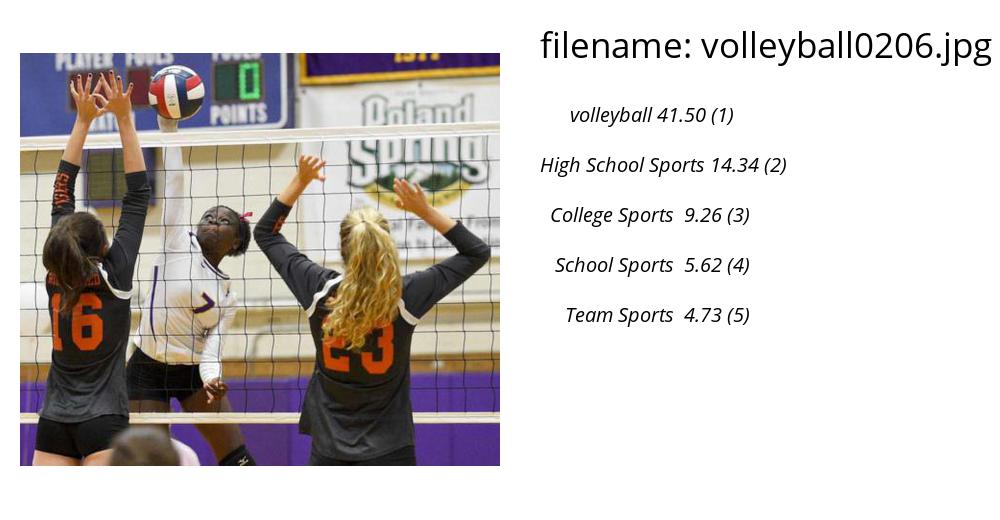 filename: volleyball0206.jpg
volleyball 41.50 (1)
High School Sports 14.34 (2)
College Sports 9.26 (3)
School Sports 5.62 (4)
Team Sports 4.73 (5)
PLAYER FOULS
0
POINTS
Poland
Spring
16
7
23